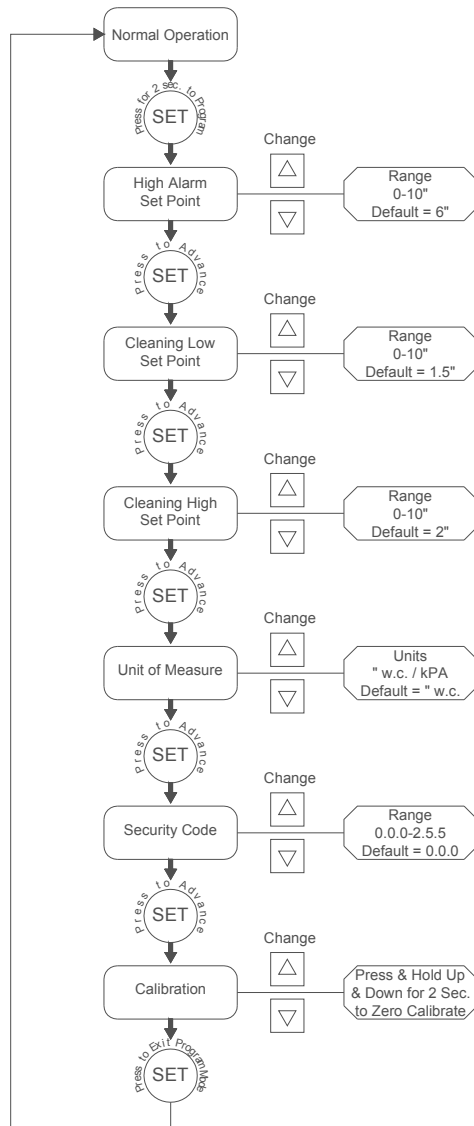 Normal Operation
Press for 2 sec. to Program
SET
Change
High Alarm
Set Point
Range
0-10"
Default = 6"
Press to Advance
SET
Change
Cleaning Low
Set Point
Range
0-10"
Default = 1.5"
Press to Advance
SET
Change
Cleaning High
Set Point
Range
0-10"
Default = 2"
Press to Advance
SET
Change
Unit of Measure
Units
" w.c. / kPA
Default = " w.c.
Press to Advance
SET
Change
Security Code
Range
0.0.0-2.5.5
Default = 0.0.0
Press to Advance
SET
Change
Calibration
Press & Hold Up
& Down for 2 Sec.
to Zero Calibrate
Press to Exit Program Mode
SET